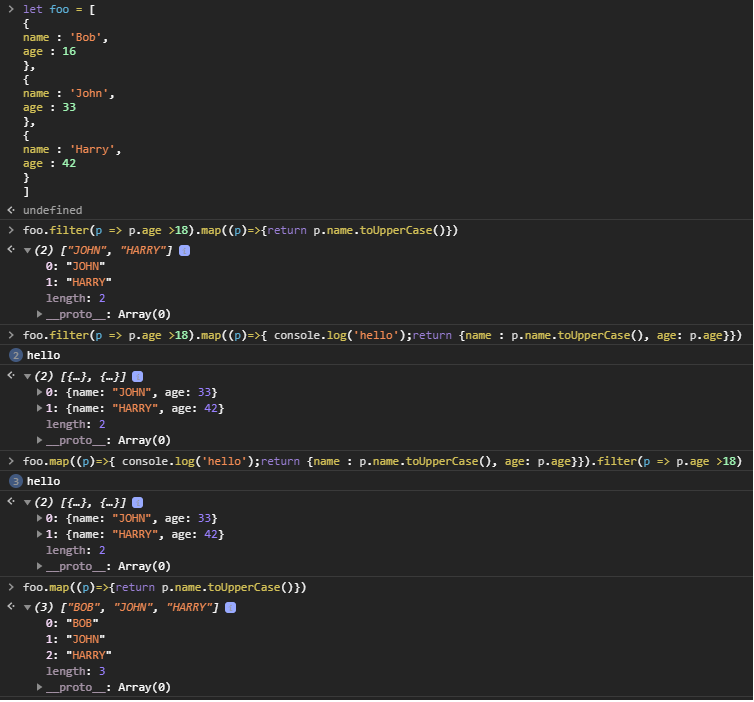 > let foo = [
{
name : 'Bob',
age : 16
},
{
name : 'John',
age : 33
},
{
name : 'Harry',
age : 42
}
]
undefined
> foo.filter(p => p.age >18).map((p)=>{return p.name.toUpperCase()})
(2) ["JOHN", "HARRY"]
0: "JOHN"
1: "HARRY"
length: 2
__proto__: Array(0)
> foo.filter(p => p.age >18).map((p)=>{ console.log('hello');return {name : p.name.toUpperCase(), age: p.age}})
2 hello
(2) [{…}, {…}]
0: {name: "JOHN", age: 33}
1: {name: "HARRY", age: 42}
length: 2
__proto__: Array(0)
> foo.map((p)=>{ console.log('hello');return {name : p.name.toUpperCase(), age: p.age}}).filter(p => p.age >18)
3 hello
(2) [{…}, {…}]
0: {name: "JOHN", age: 33}
1: {name: "HARRY", age: 42}
length: 2
__proto__: Array(0)
> foo.map((p)=>{return p.name.toUpperCase()})
(3) ["BOB", "JOHN", "HARRY"]
0: "BOB"
1: "JOHN"
2: "HARRY"
length: 3
__proto__: Array(0)